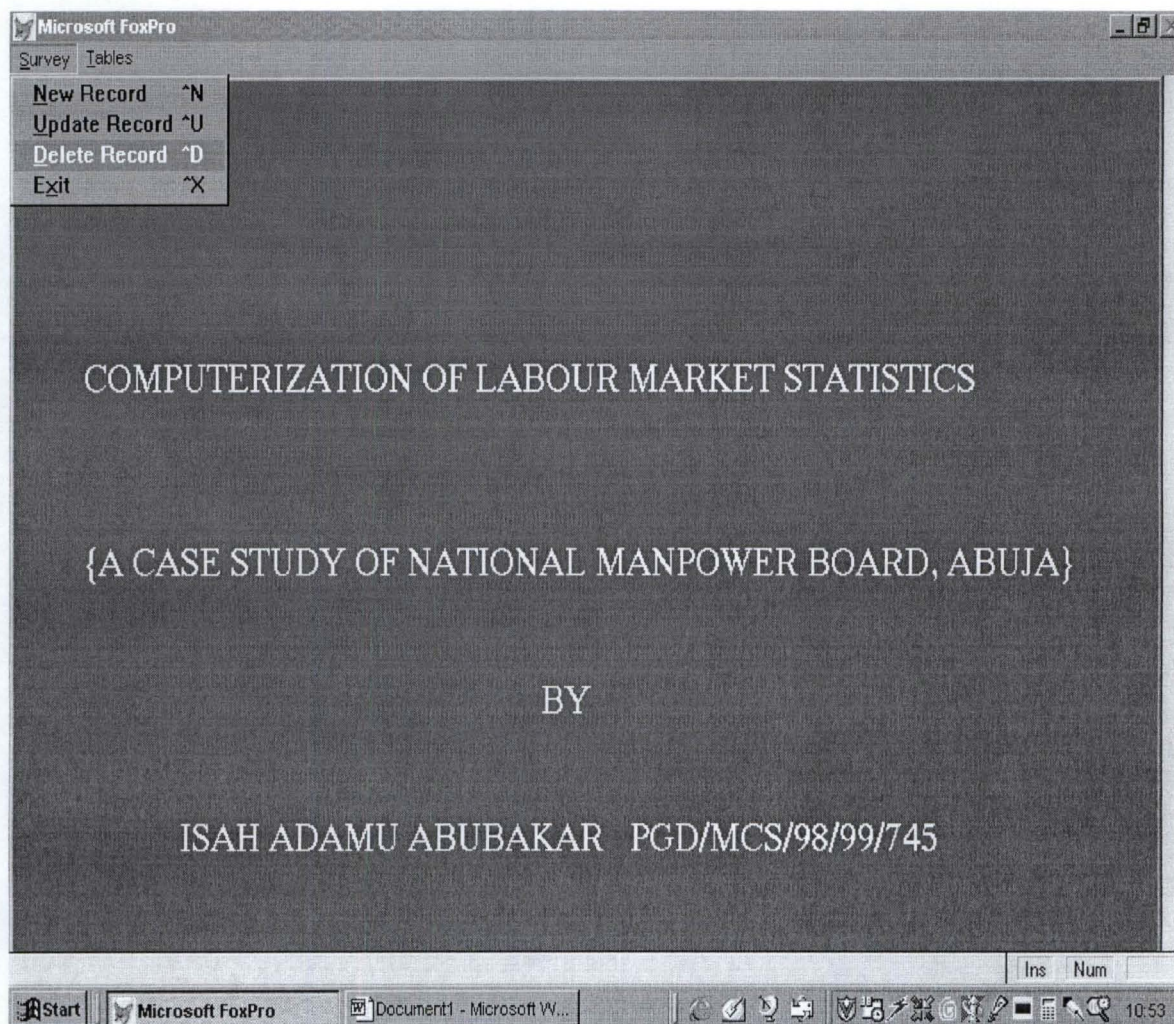 Microsoft FoxPro
Survey Tables
New Record ^N
Update Record ^U
Delete Record ^D
Exit ^X
COMPUTERIZATION OF LABOUR MARKET STATISTICS
{A CASE STUDY OF NATIONAL MANPOWER BOARD, ABUJA}
BY
ISAH ADAMU ABUBAKAR PGD/MCS/98/99/745
Ins Num
Start Microsoft FoxPro Document1 - Microsoft W... 10:53